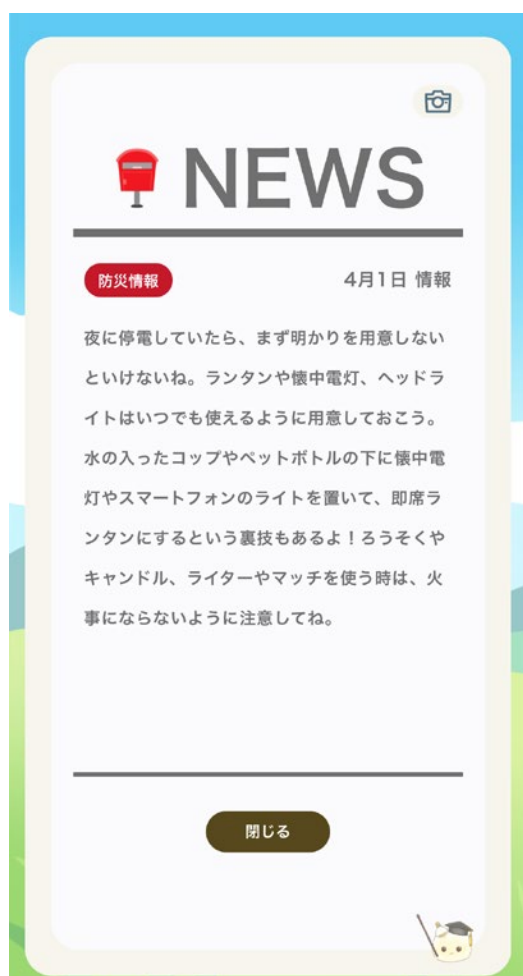 NEWS
防災情報
4月1日 情報
夜に停電していたら、まず明かりを用意しない
といけないね。ランタンや懐中電灯、ヘッドラ
イトはいつでも使えるように用意しておこう。
水の入ったコップやペットボトルの下に懐中電
灯やスマートフォンのライトを置いて、即席ラ
ンタンにするという裏技もあるよ！ろうそくや
キャンドル、ライターやマッチを使う時は、火
事にならないように注意してね。
閉じる